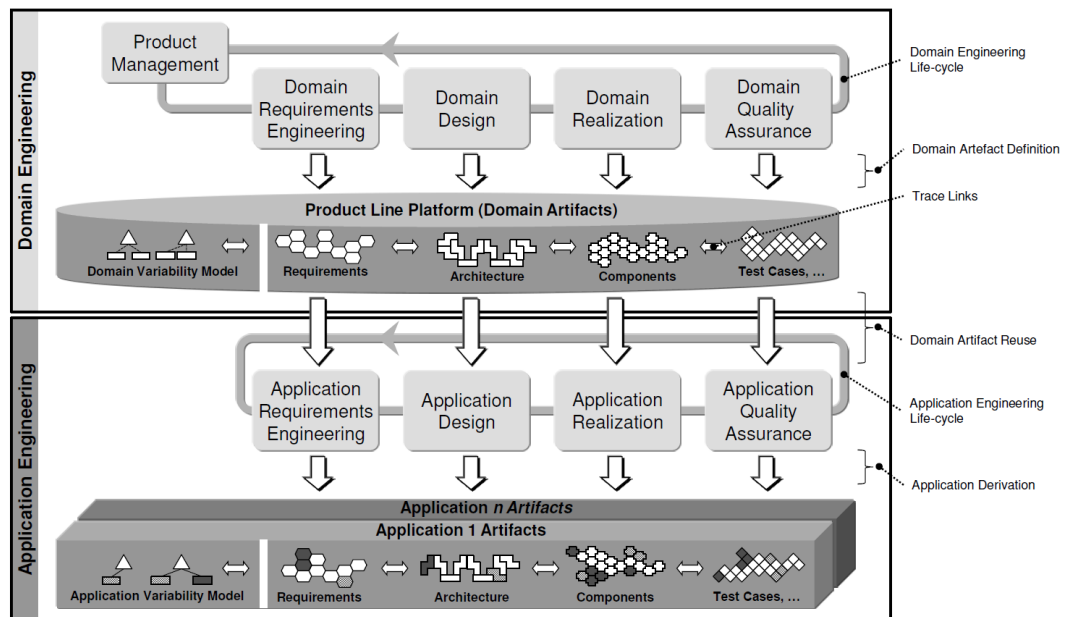 Domain Engineering
Product
Management
Domain
Requirements
Engineering
Domain
Design
Domain
Realization
Domain
Quality
Assurance
Domain Engineering
Life-cycle
Domain Artefact Definition
Trace Links
Product Line Platform (Domain Artifacts)
Domain Variability Model
Requirements
Architecture
Components
Test Cases, ...
Domain Artifact Reuse
Application Engineering
Application
Requirements
Engineering
Application
Design
Application
Realization
Application
Quality
Assurance
Application Engineering
Life-cycle
Application Derivation
Application n Artifacts
Application 1 Artifacts
Application Variability Model
Requirements
Architecture
Components
Test Cases, ...